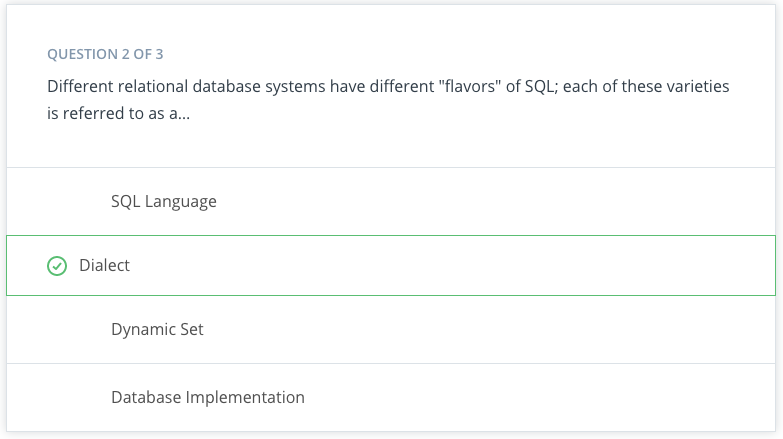 QUESTION 2 OF 3
Different relational database systems have different "flavors" of SQL; each of these varieties
is referred to as a...
SQL Language
Dialect
Dynamic Set
Database Implementation